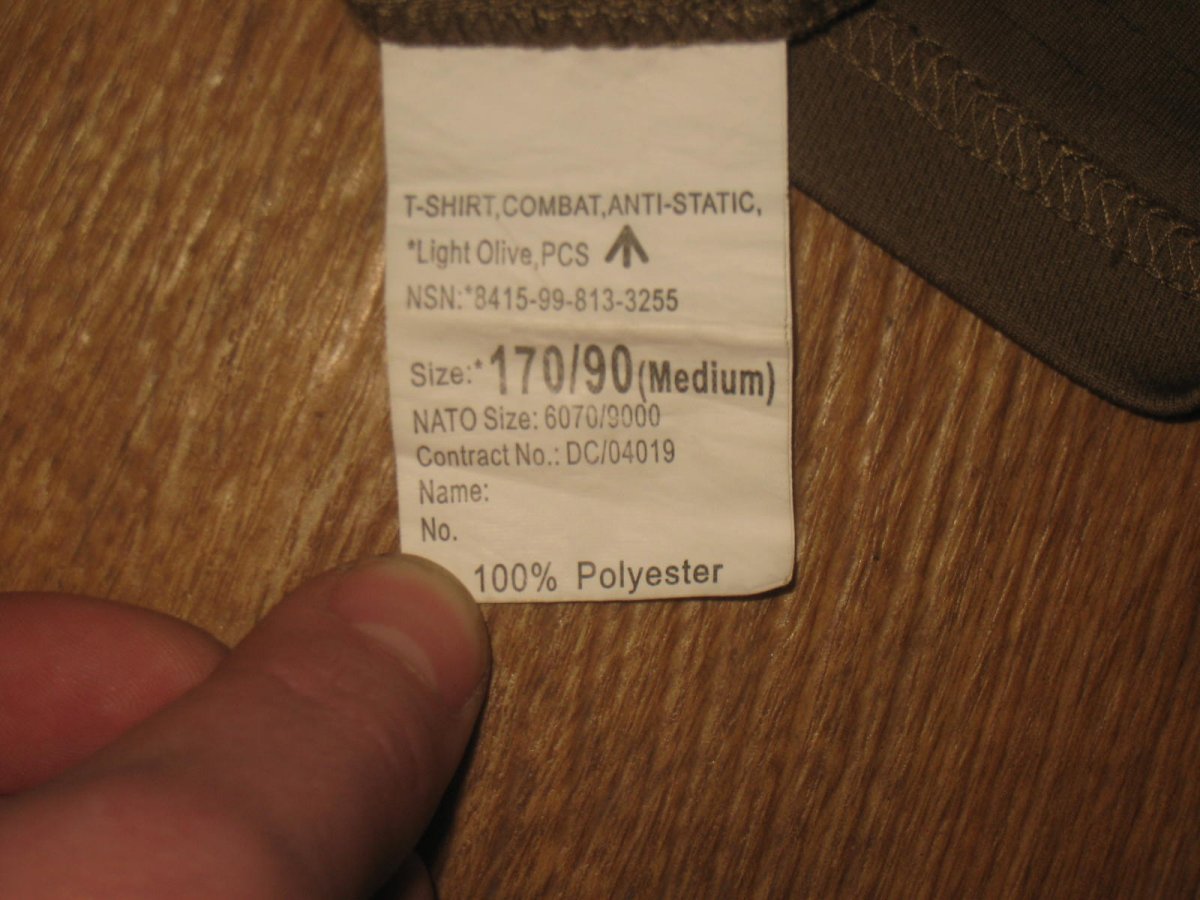 T-SHIRT,COMBAT,ANTI-STATIC,
*Light Olive,PCS
NSN:*8415-99-813-3255
Size:*170/90(Medium)
NATO Size: 6070/9000
Contract No.: DC/04019
Name:
No.
100% Polyester